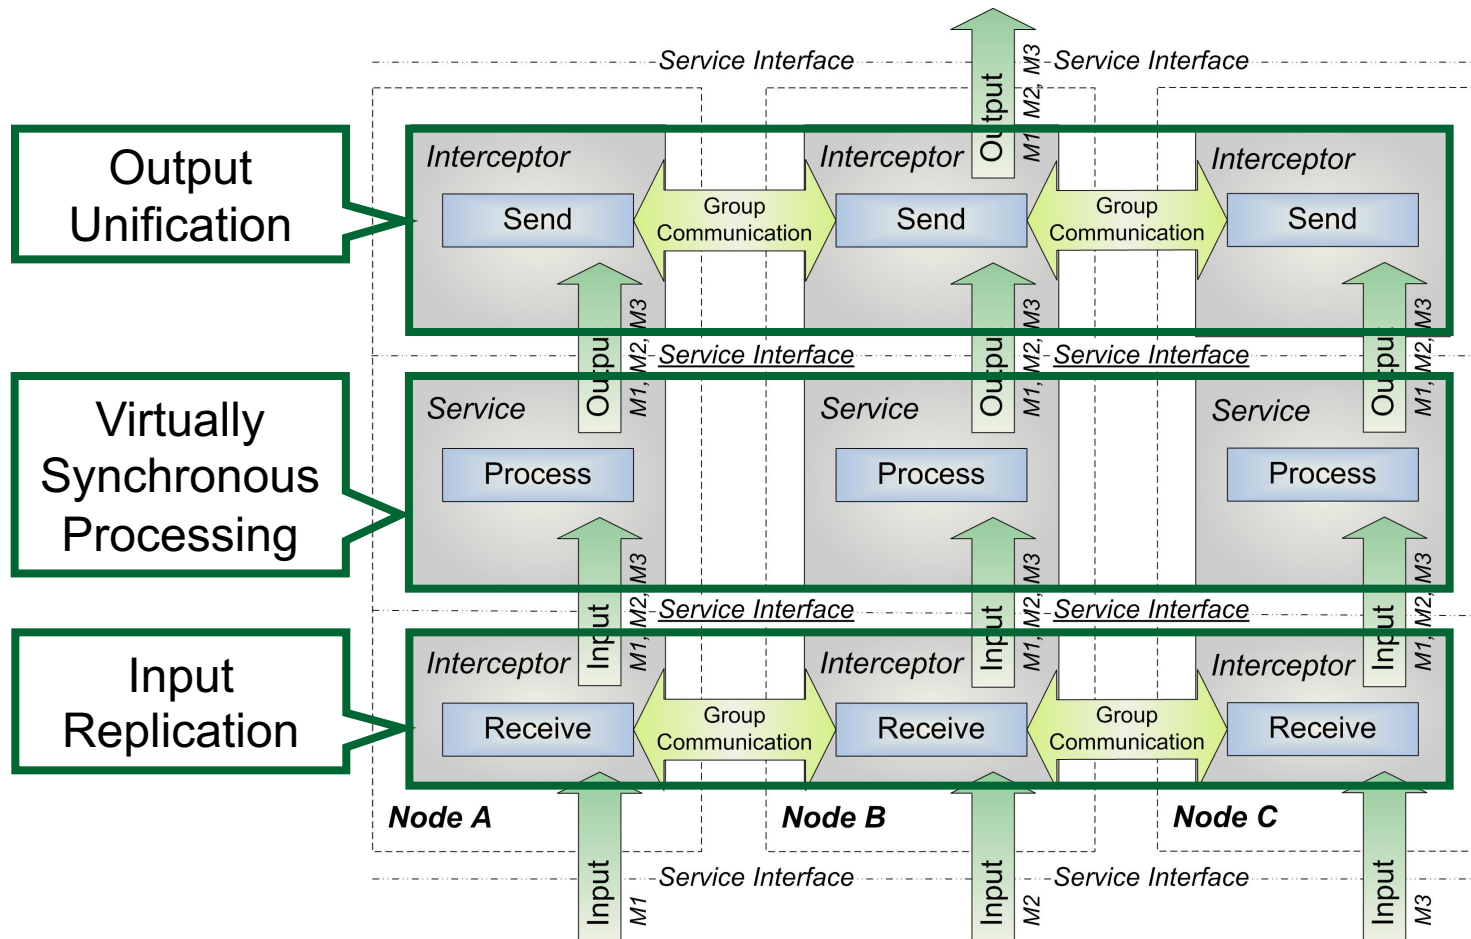 Service Interface
Service Interface
Output
M1, M2, M3
Output
Unification
Interceptor
Interceptor
Interceptor
Send
Group
Communication
Send
Group
Communication
Send
Output
M1, M2, M3
Output
M1, M2, M3
Output
M1, M2, M3
Service Interface
Service Interface
Virtually
Synchronous
Processing
Service
Service
Service
Process
Process
Process
Input
M1, M2, M3
Input
M1, M2, M3
Input
M1, M2, M3
Service Interface
Service Interface
Input
Replication
Interceptor
Interceptor
Interceptor
Receive
Group
Communication
Receive
Group
Communication
Receive
Node A
Node B
Node C
Service Interface
Service Interface
Input
M1
Input
M2
Input
M3